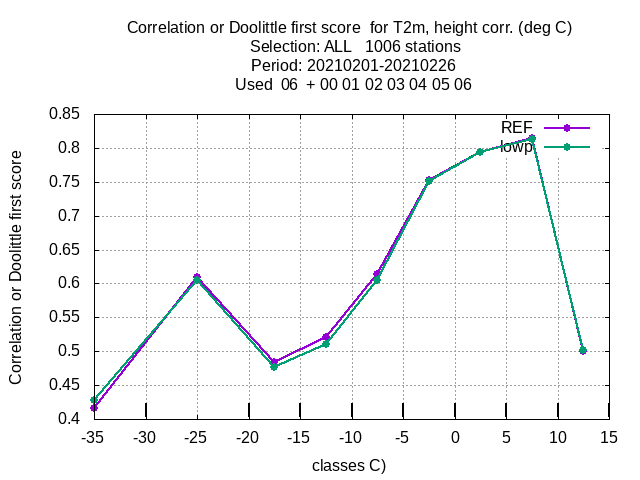 Correlation or Doolittle first score  for T2m, height corr. (deg C)
Selection: ALL   1006 stations
Period: 20210201-20210226
Used  06  + 00 01 02 03 04 05 06
Correlation or Doolittle first score
0.85
0.8
0.75
0.7
0.65
0.6
0.55
0.5
0.45
0.4
REF
lowp
-35 -30 -25 -20 -15 -10 -5 0 5 10 15
classes C)